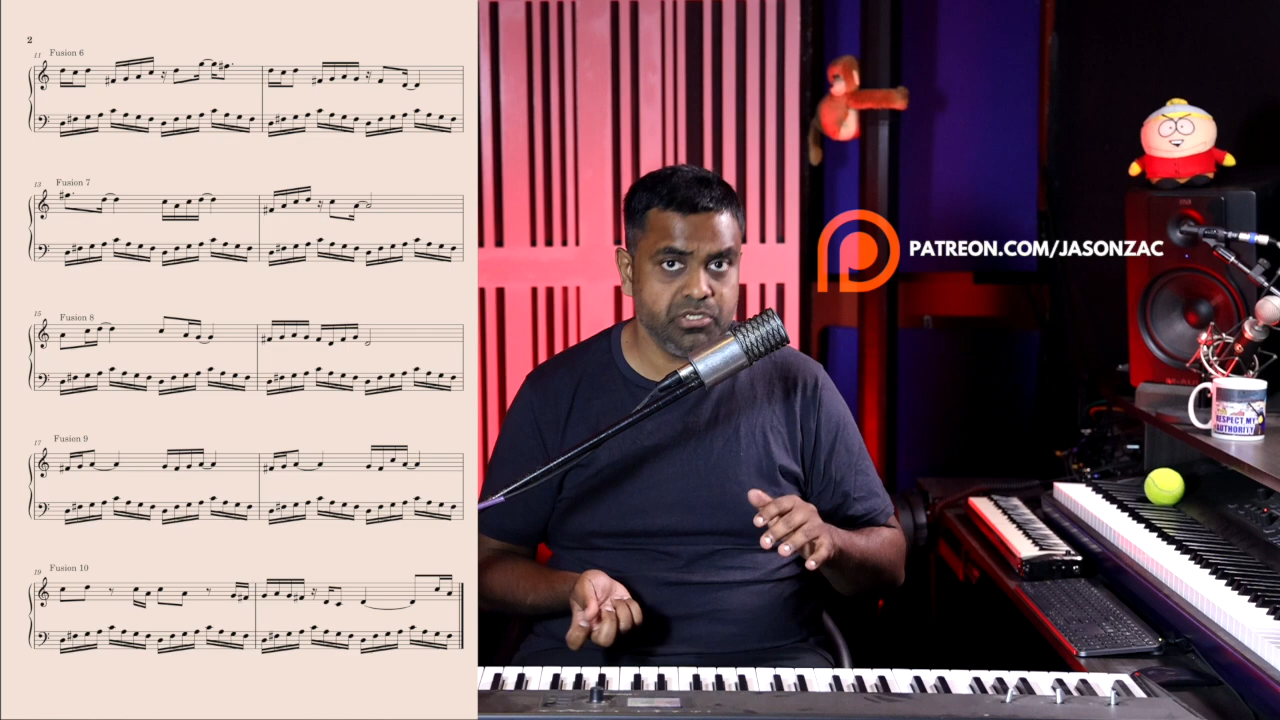 2
11 Fusion 6
13 Fusion 7
15 Fusion 8
17 Fusion 9
19 Fusion 10
PATREON.COM/JASONZAC
RESPECT MY
AUTHORITY